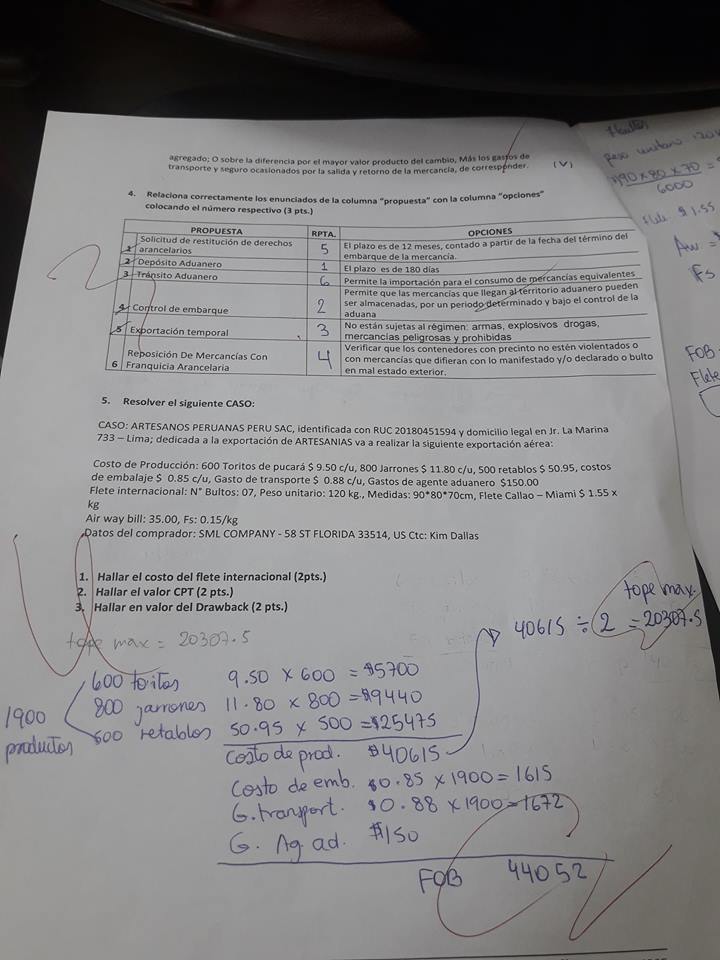 agregado; O sobre la diferencia por el mayor valor producto del cambio, Más los gastos de
transporte y seguro ocasionados por la salida y retorno de la mercancía, de corresponder. (V)
4. Relaciona correctamente los enunciados de la columna "propuesta" con la columna "opciones"
colocando el número respectivo (3 pts.)
PROPUESTA RPTA. OPCIONES
1 Solicitud de restitución de derechos arancelarios 5 El plazo es de 12 meses, contado a partir de la fecha del término del
embarque de la mercancía.
2 Depósito Aduanero 1 El plazo es de 180 días
3 Tránsito Aduanero 6 Permite la importación para el consumo de mercancías equivalentes
4 Control de embarque 2 Permite que las mercancías que llegan al territorio aduanero pueden
ser almacenadas, por un periodo determinado y bajo el control de la
aduana
5 Exportación temporal 3 No están sujetas al régimen: armas, explosivos drogas,
mercancías peligrosas y prohibidas
6 Reposición De Mercancías Con Franquicia Arancelaria 4 Verificar que los contenedores con precinto no estén violentados o
con mercancías que difieran con lo manifestado y/o declarado o bulto
en mal estado exterior.
5. Resolver el siguiente CASO:
CASO: ARTESANOS PERUANAS PERU SAC, identificada con RUC 20180451594 y domicilio legal en Jr. La Marina
733 – Lima; dedicada a la exportación de ARTESANIAS va a realizar la siguiente exportación aérea:
Costo de Producción: 600 Toritos de pucará $ 9.50 c/u, 800 Jarrones $ 11.80 c/u, 500 retablos $ 50.95, costos
de embalaje $ 0.85 c/u, Gasto de transporte $ 0.88 c/u, Gastos de agente aduanero $150.00
Flete internacional: N° Bultos: 07, Peso unitario: 120 kg., Medidas: 90*80*70cm, Flete Callao – Miami $ 1.55 x
kg
Air way bill: 35.00, Fs: 0.15/kg
Datos del comprador: SML COMPANY - 58 ST FLORIDA 33514, US Ctc: Kim Dallas
1. Hallar el costo del flete internacional (2pts.)
2. Hallar el valor CPT (2 pts.)
3. Hallar en valor del Drawback (2 pts.)
tope max = 20307.5
tope max.
40615 ÷ 2 = 20307.5
600 toritos 9.50 x 600 = $5700
800 jarrones 11.80 x 800 = $9440
1900
productos
500 retablos 50.95 x 500 = $25475
Costo de prod. $40615
Costo de emb. $0.85 x 1900 = 1615
G. transport. $0.88 x 1900 = 1672
G. Ag ad. $150
FOB 44052
peso unitario
90 x 80 x 70 =
6000
$ 1.55
Fs
FOB
Flete